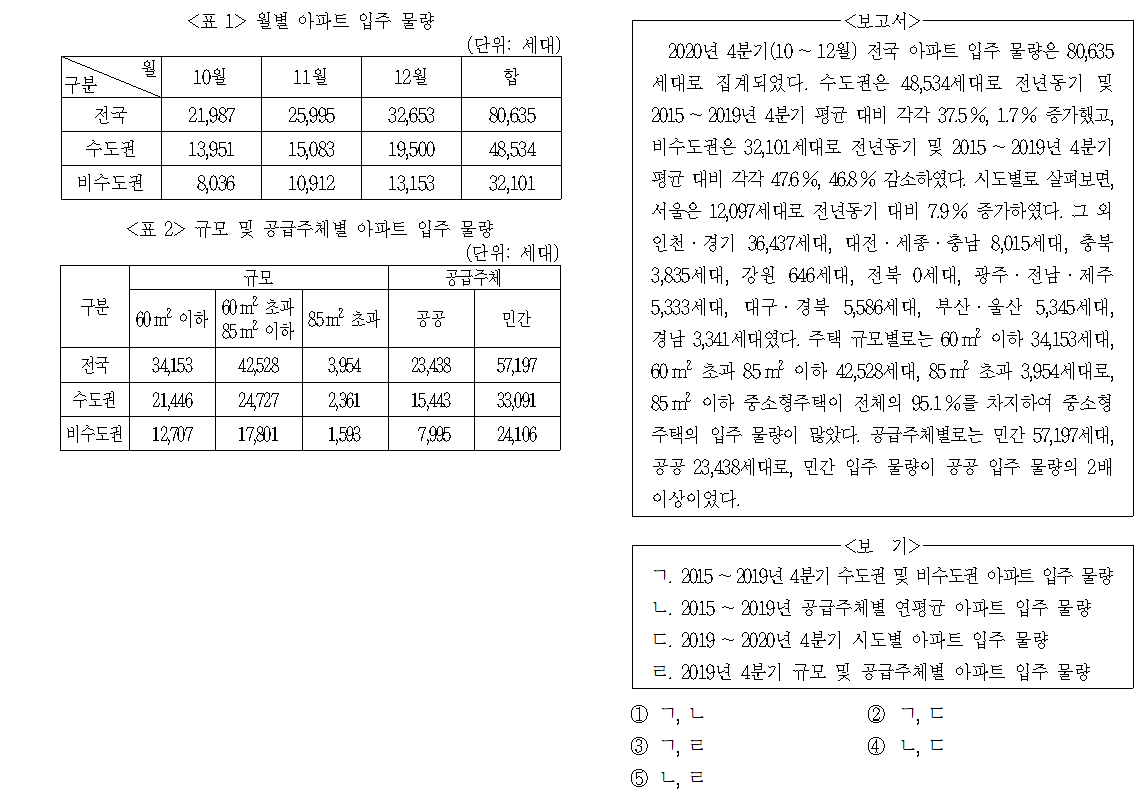 <표 1> 월별 아파트 입주 물량
(단위: 세대)
월
구분
10월 11월 12월 합
전국 21,987 25,995 32,653 80,635
수도권 13,951 15,083 19,500 48,534
비수도권 8,036 10,912 13,153 32,101
<표 2> 규모 및 공급주체별 아파트 입주 물량
(단위: 세대)
구분 규모 공급주체
60㎡ 이하 60㎡ 초과 85㎡ 이하 85㎡ 초과 공공 민간
전국 34,153 42,528 3,954 23,438 57,197
수도권 21,446 24,727 2,361 15,443 33,091
비수도권 12,707 17,801 1,593 7,995 24,106
<보고서>
2020년 4분기(10 ~ 12월) 전국 아파트 입주 물량은 80,635
세대로 집계되었다. 수도권은 48,534세대로 전년동기 및
2015 ~ 2019년 4분기 평균 대비 각각 37.5%, 1.7% 증가했고,
비수도권은 32,101세대로 전년동기 및 2015 ~ 2019년 4분기
평균 대비 각각 47.6%, 46.8% 감소하였다. 시도별로 살펴보면,
서울은 12,097세대로 전년동기 대비 7.9% 증가하였다. 그 외
인천·경기 36,437세대, 대전·세종·충남 8,015세대, 충북
3,835세대, 강원 646세대, 전북 0세대, 광주·전남·제주
5,333세대, 대구·경북 5,586세대, 부산·울산 5,345세대,
경남 3,341세대였다. 주택 규모별로는 60㎡ 이하 34,153세대,
60㎡ 초과 85㎡ 이하 42,528세대, 85㎡ 초과 3,954세대로,
85㎡ 이하 중소형주택이 전체의 95.1%를 차지하여 중소형
주택의 입주 물량이 많았다. 공급주체별로는 민간 57,197세대,
공공 23,438세대로, 민간 입주 물량이 공공 입주 물량의 2배
이상이었다.
<보 기>
ㄱ. 2015 ~ 2019년 4분기 수도권 및 비수도권 아파트 입주 물량
ㄴ. 2015 ~ 2019년 공급주체별 연평균 아파트 입주 물량
ㄷ. 2019 ~ 2020년 4분기 시도별 아파트 입주 물량
ㄹ. 2019년 4분기 규모 및 공급주체별 아파트 입주 물량
① ㄱ, ㄴ ② ㄱ, ㄷ
③ ㄱ, ㄹ ④ ㄴ, ㄷ
⑤ ㄴ, ㄹ